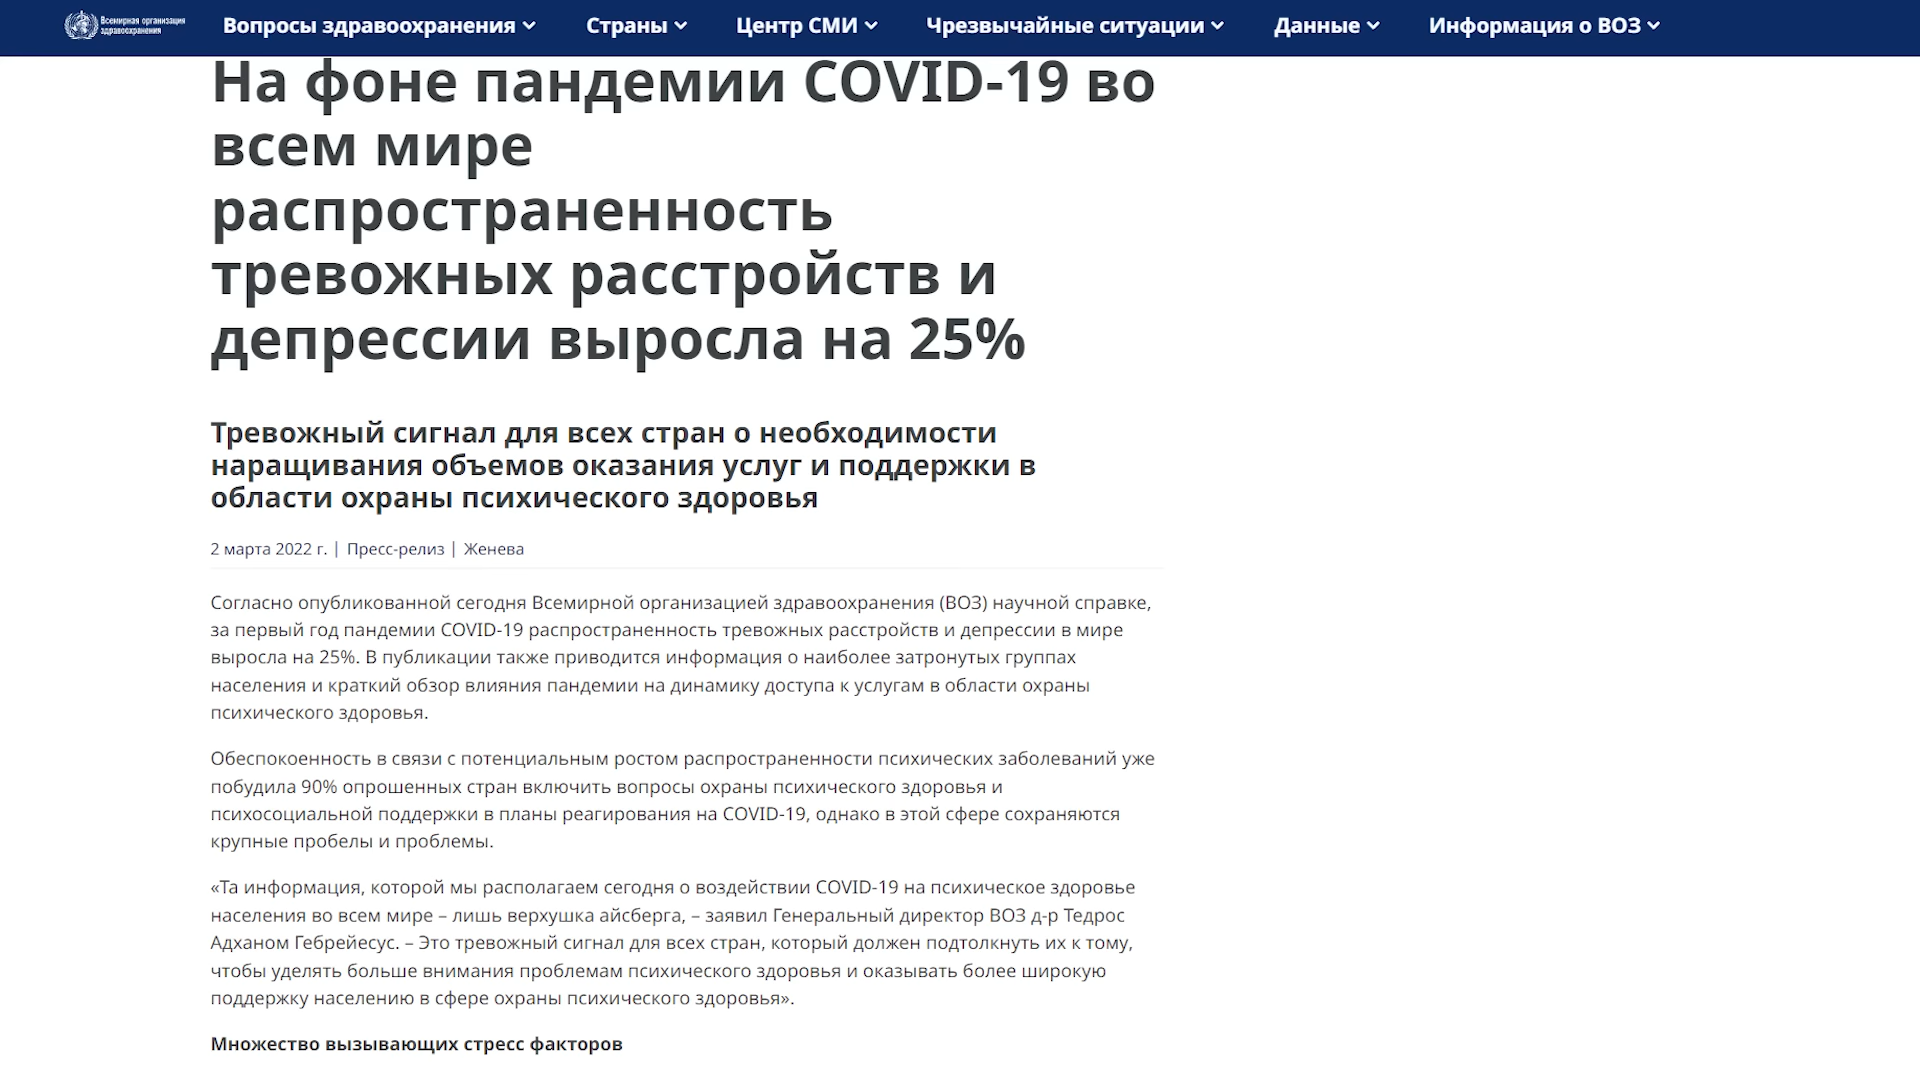 Всемирная организация
здравоохранения
Вопросы здравоохранения
Страны
Центр СМИ
Чрезвычайные ситуации
Данные
Информация о ВОЗ
На фоне пандемии COVID-19 во
всем мире
распространенность
тревожных расстройств и
депрессии выросла на 25%
Тревожный сигнал для всех стран о необходимости
наращивания объемов оказания услуг и поддержки в
области охраны психического здоровья
2 марта 2022 г. | Пресс-релиз | Женева
Согласно опубликованной сегодня Всемирной организацией здравоохранения (ВОЗ) научной справке,
за первый год пандемии COVID-19 распространенность тревожных расстройств и депрессии в мире
выросла на 25%. В публикации также приводится информация о наиболее затронутых группах
населения и краткий обзор влияния пандемии на динамику доступа к услугам в области охраны
психического здоровья.
Обеспокоенность в связи с потенциальным ростом распространенности психических заболеваний уже
побудила 90% опрошенных стран включить вопросы охраны психического здоровья и
психосоциальной поддержки в планы реагирования на COVID-19, однако в этой сфере сохраняются
крупные пробелы и проблемы.
«Та информация, которой мы располагаем сегодня о воздействии COVID-19 на психическое здоровье
населения во всем мире – лишь верхушка айсберга, – заявил Генеральный директор ВОЗ д-р Тедрос
Адханом Гебрейесус. – Это тревожный сигнал для всех стран, который должен подтолкнуть их к тому,
чтобы уделять больше внимания проблемам психического здоровья и оказывать более широкую
поддержку населению в сфере охраны психического здоровья».
Множество вызывающих стресс факторов